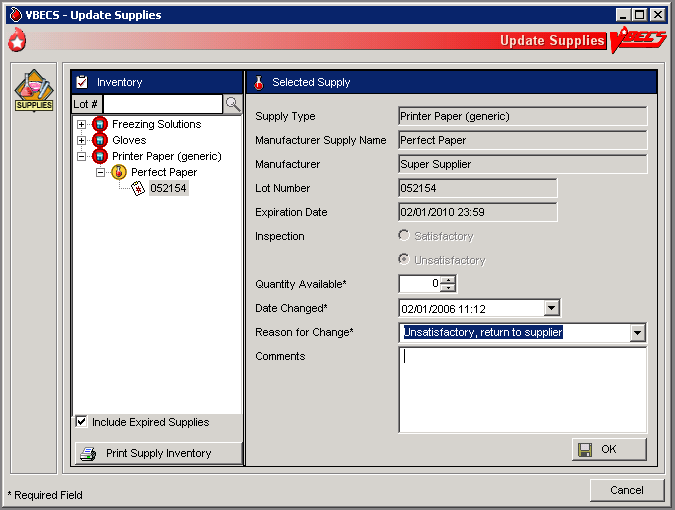 VBECS - Update Supplies
Update Supplies VBECS
SUPPLIES
Inventory
Lot #
Freezing Solutions
Gloves
Printer Paper (generic)
Perfect Paper
052154
Include Expired Supplies
Print Supply Inventory
Selected Supply
Supply Type Printer Paper (generic)
Manufacturer Supply Name Perfect Paper
Manufacturer Super Supplier
Lot Number 052154
Expiration Date 02/01/2010 23:59
Inspection Satisfactory
Unsatisfactory
Quantity Available* 0
Date Changed* 02/01/2006 11:12
Reason for Change* Unsatisfactory, return to supplier
Comments
OK
* Required Field
Cancel